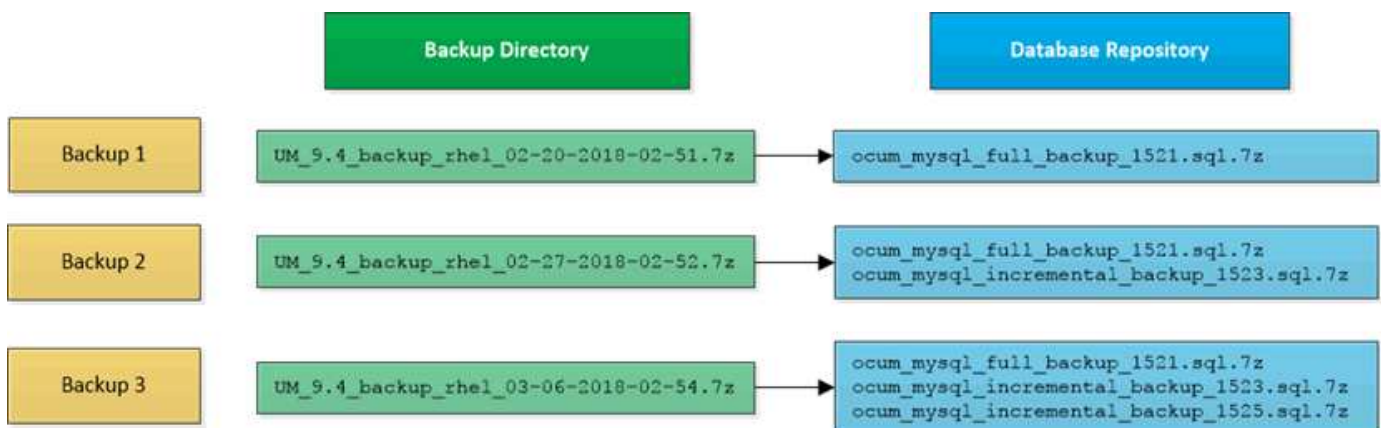 Backup Directory
Database Repository
Backup 1
UM_9.4_backup_rhel_02-20-2018-02-51.7z
ocum_mysql_full_backup_1521.sql.7z
Backup 2
UM_9.4_backup_rhel_02-27-2018-02-52.7z
ocum_mysql_full_backup_1521.sql.7z
ocum_mysql_incremental_backup_1523.sql.7z
Backup 3
UM_9.4_backup_rhel_03-06-2018-02-54.7z
ocum_mysql_full_backup_1521.sql.7z
ocum_mysql_incremental_backup_1523.sql.7z
ocum_mysql_incremental_backup_1525.sql.7z